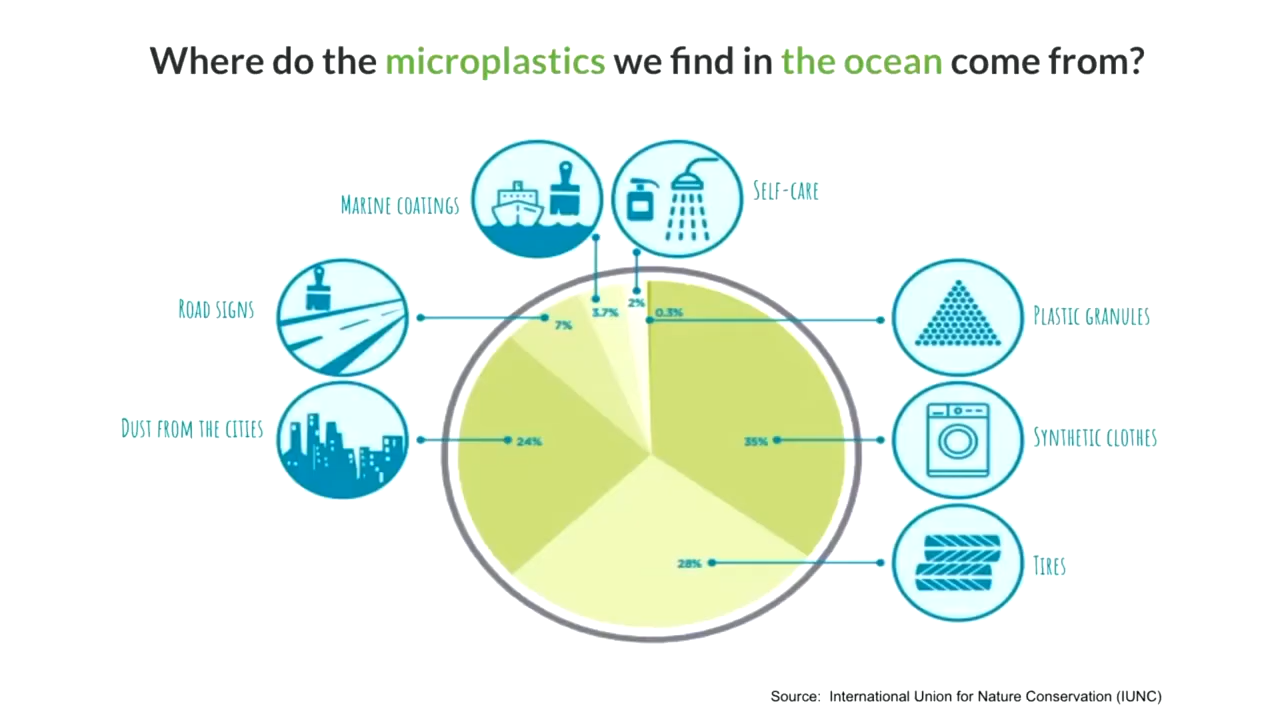 Where do the microplastics we find in the ocean come from?
Marine coatings
Self-care
Road signs
Plastic granules
Dust from the cities
Synthetic clothes
Tires
3.7%
2%
0.3%
7%
24%
35%
28%
Source: International Union for Nature Conservation (IUNC)